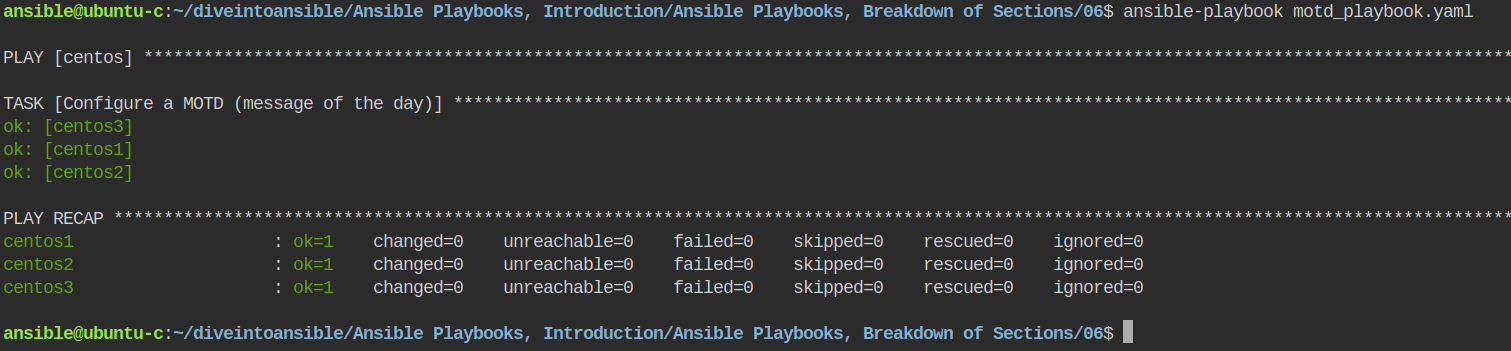 ansible@ubuntu-c:~/diveintoansible/Ansible Playbooks, Introduction/Ansible Playbooks, Breakdown of Sections/06$ ansible-playbook motd_playbook.yaml
PLAY [centos] *****************************************************************************************************************************************
TASK [Configure a MOTD (message of the day)] **********************************************************************************************************
ok: [centos3]
ok: [centos1]
ok: [centos2]
PLAY RECAP ********************************************************************************************************************************************
centos1                    : ok=1    changed=0    unreachable=0    failed=0    skipped=0    rescued=0    ignored=0
centos2                    : ok=1    changed=0    unreachable=0    failed=0    skipped=0    rescued=0    ignored=0
centos3                    : ok=1    changed=0    unreachable=0    failed=0    skipped=0    rescued=0    ignored=0
ansible@ubuntu-c:~/diveintoansible/Ansible Playbooks, Introduction/Ansible Playbooks, Breakdown of Sections/06$